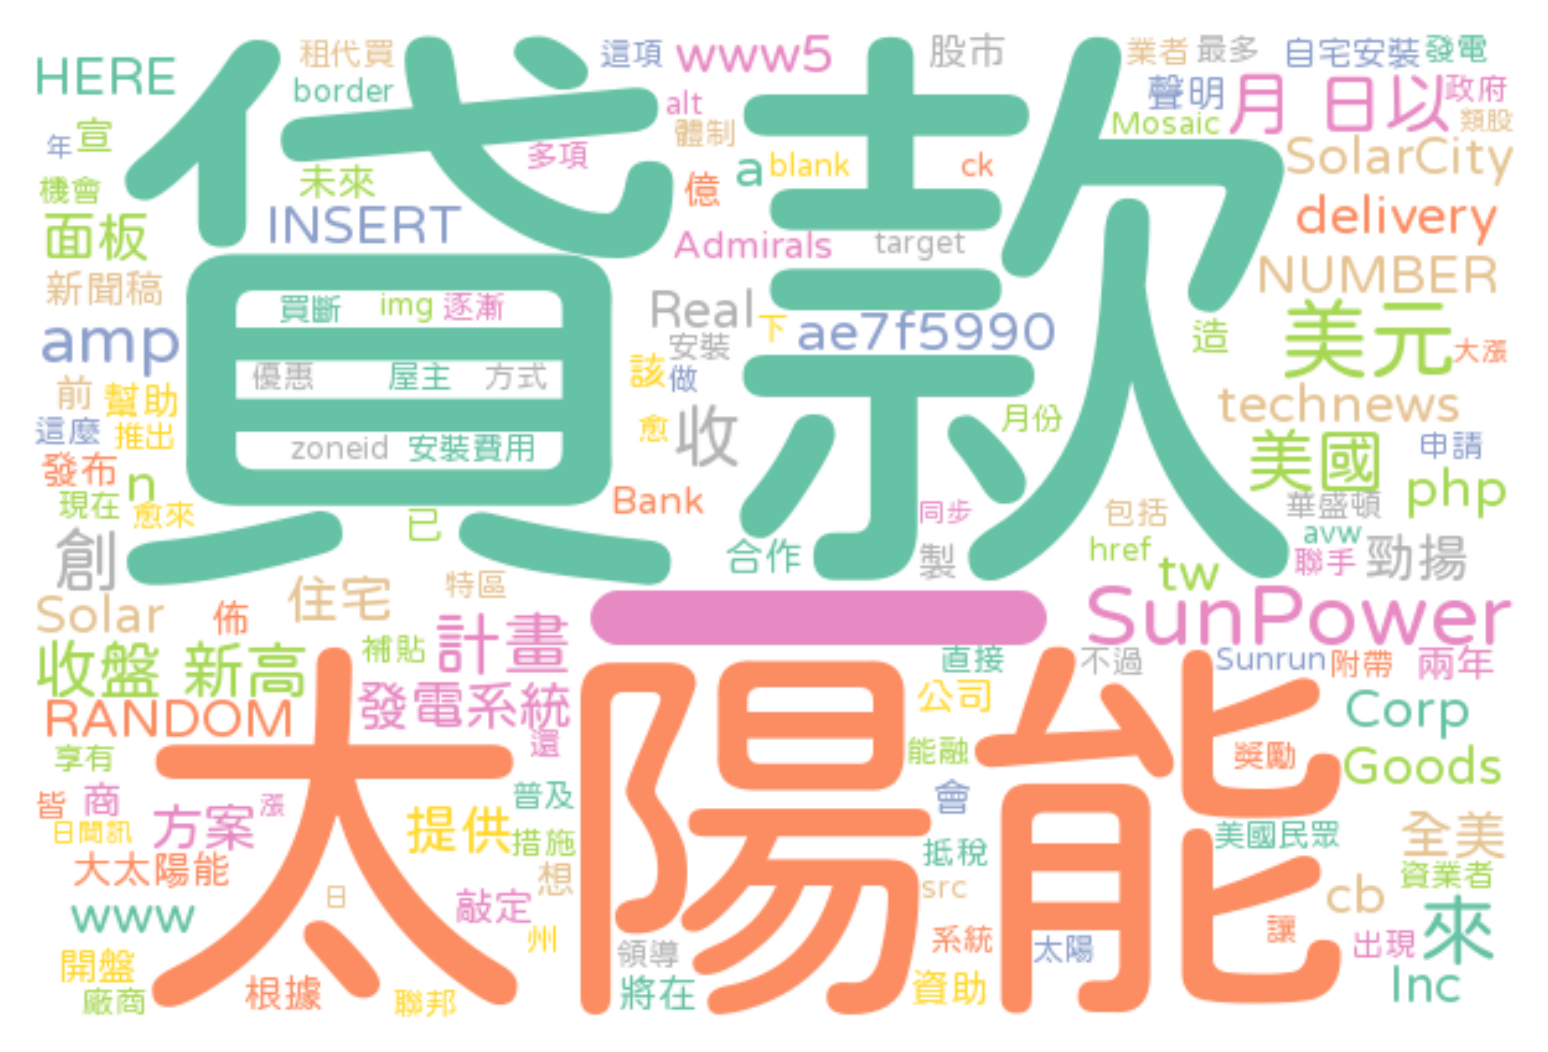 HERE 租代買 這項 www5 股市 業者 最多 自宅安裝 發電
border alt 聲明 月 日以 政府
年 宣 體制 Mosaic 類股
多項 a blank ck SolarCity
機會 未來 億
面板 INSERT Admirals target delivery
貸款
新聞稿 買斷 img 逐漸 Real 下 ae7f5990 NUMBER
amp 安裝 造 美元 大漲
優惠 屋主 方式 該 做
前 幫助 technews
這麼 推出 愈 收 月份
zoneid 安裝費用 美國 申請
發布 n Bank php
現在 愈來 已 同步 包括 華盛頓
創 合作 製 href tw avw 聯手 勁揚
住宅 特區
Solar 佈 一 SunPower
收盤 新高 補貼 計畫 直接 不過 Sunrun 附帶 兩年
RANDOM 發電系統 公司 Corp
享有 還 能融 獎勵 Goods
太陽能
皆 商 漲 普及 會
日聞訊 方案 提供 措施 美國民眾 全美
大太陽能 想 抵稅 資業者
www 日 敲定 src cb
州 領導 系統 太陽 讓 出現 來
開盤 根據 將在 資助 Inc
廠商 聯邦